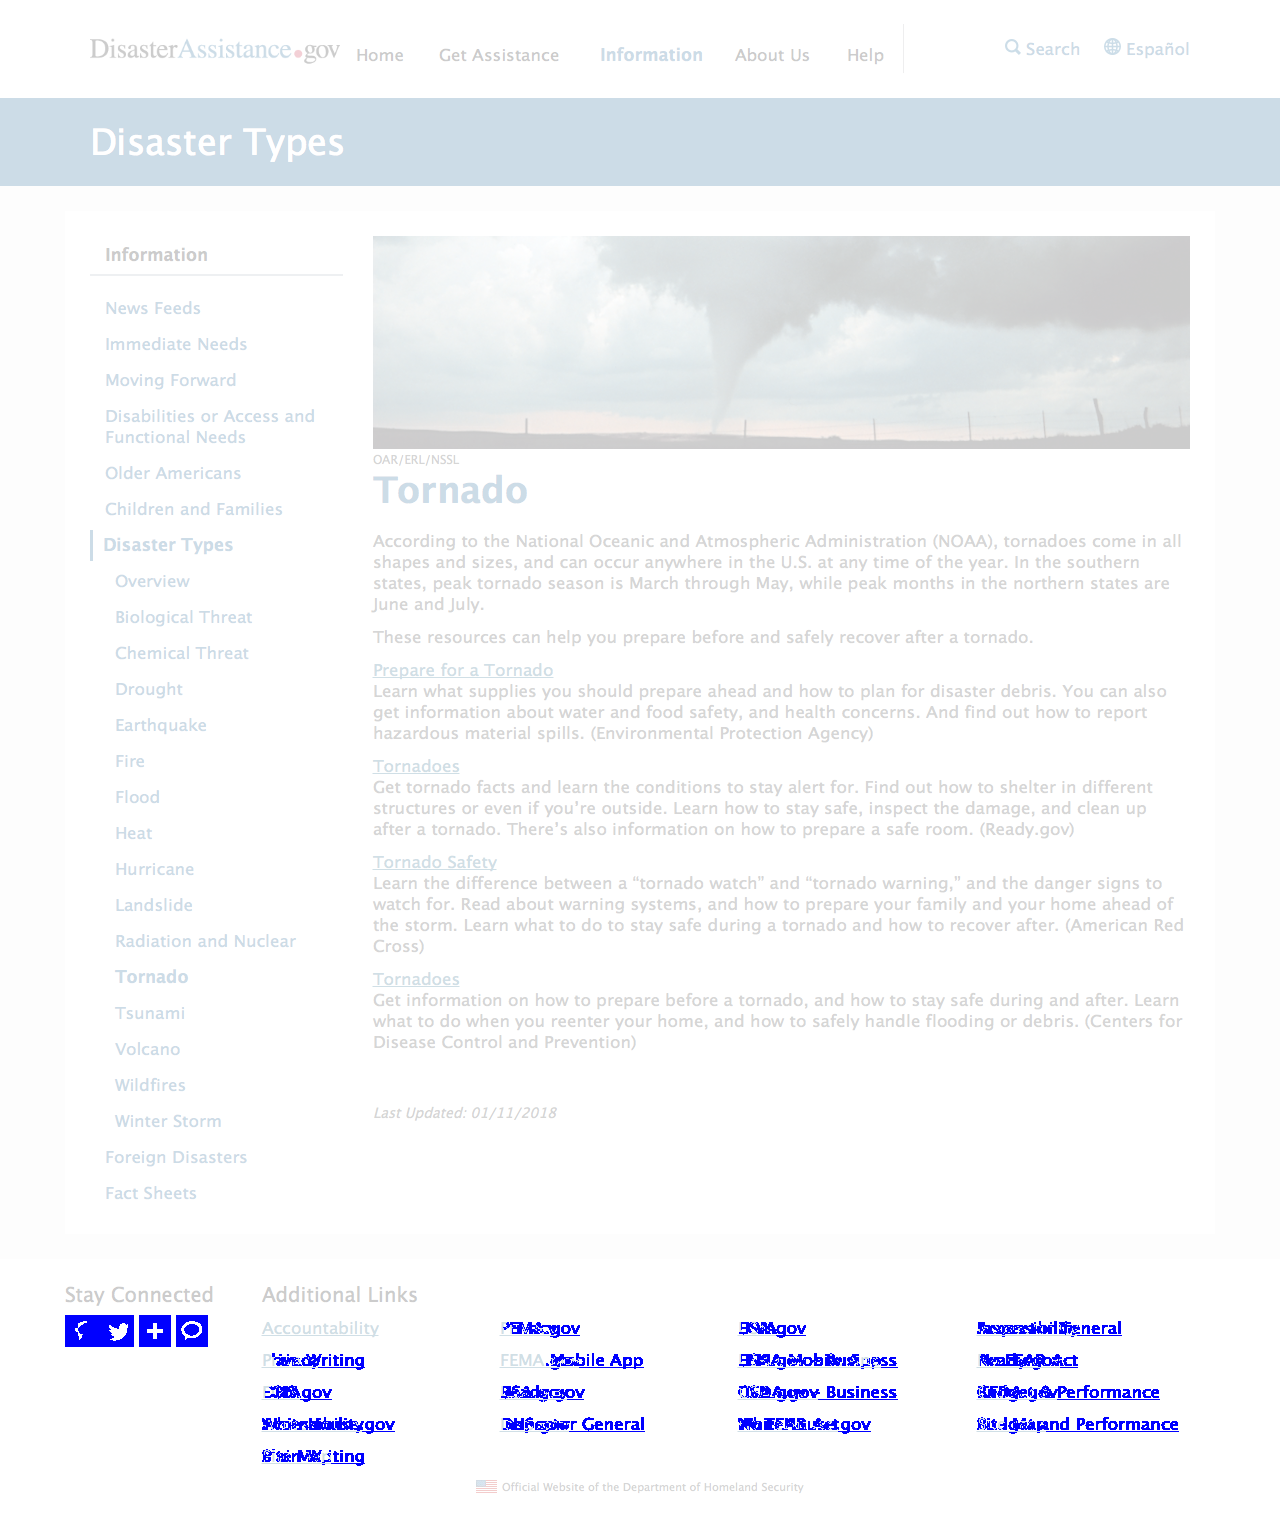 DisasterAssistance.gov Home Get Assistance Information About Us Help Search Español
Disaster Types
Information
News Feeds
Immediate Needs
Moving Forward
Disabilities or Access and
Functional Needs
Older Americans
Children and Families
Disaster Types
Overview
Biological Threat
Chemical Threat
Drought
Earthquake
Fire
Flood
Heat
Hurricane
Landslide
Radiation and Nuclear
Tornado
Tsunami
Volcano
Wildfires
Winter Storm
Foreign Disasters
Fact Sheets
OAR/ERL/NSSL
Tornado
According to the National Oceanic and Atmospheric Administration (NOAA), tornadoes come in all
shapes and sizes, and can occur anywhere in the U.S. at any time of the year. In the southern
states, peak tornado season is March through May, while peak months in the northern states are
June and July.
These resources can help you prepare before and safely recover after a tornado.
Prepare for a Tornado
Learn what supplies you should prepare ahead and how to plan for disaster debris. You can also
get information about water and food safety, and health concerns. And find out how to report
hazardous material spills. (Environmental Protection Agency)
Tornadoes
Get tornado facts and learn the conditions to stay alert for. Find out how to shelter in different
structures or even if you’re outside. Learn how to stay safe, inspect the damage, and clean up
after a tornado. There’s also information on how to prepare a safe room. (Ready.gov)
Tornado Safety
Learn the difference between a “tornado watch” and “tornado warning,” and the danger signs to
watch for. Read about warning systems, and how to prepare your family and your home ahead of
the storm. Learn what to do to stay safe during a tornado and how to recover after. (American Red
Cross)
Tornadoes
Get information on how to prepare before a tornado, and how to stay safe during and after. Learn
what to do when you reenter your home, and how to safely handle flooding or debris. (Centers for
Disease Control and Prevention)
Last Updated: 01/11/2018
Stay Connected
Additional Links
Accountability
Writing FEMA Mobile App
Business
General
Performance
Official Website of the Department of Homeland Security